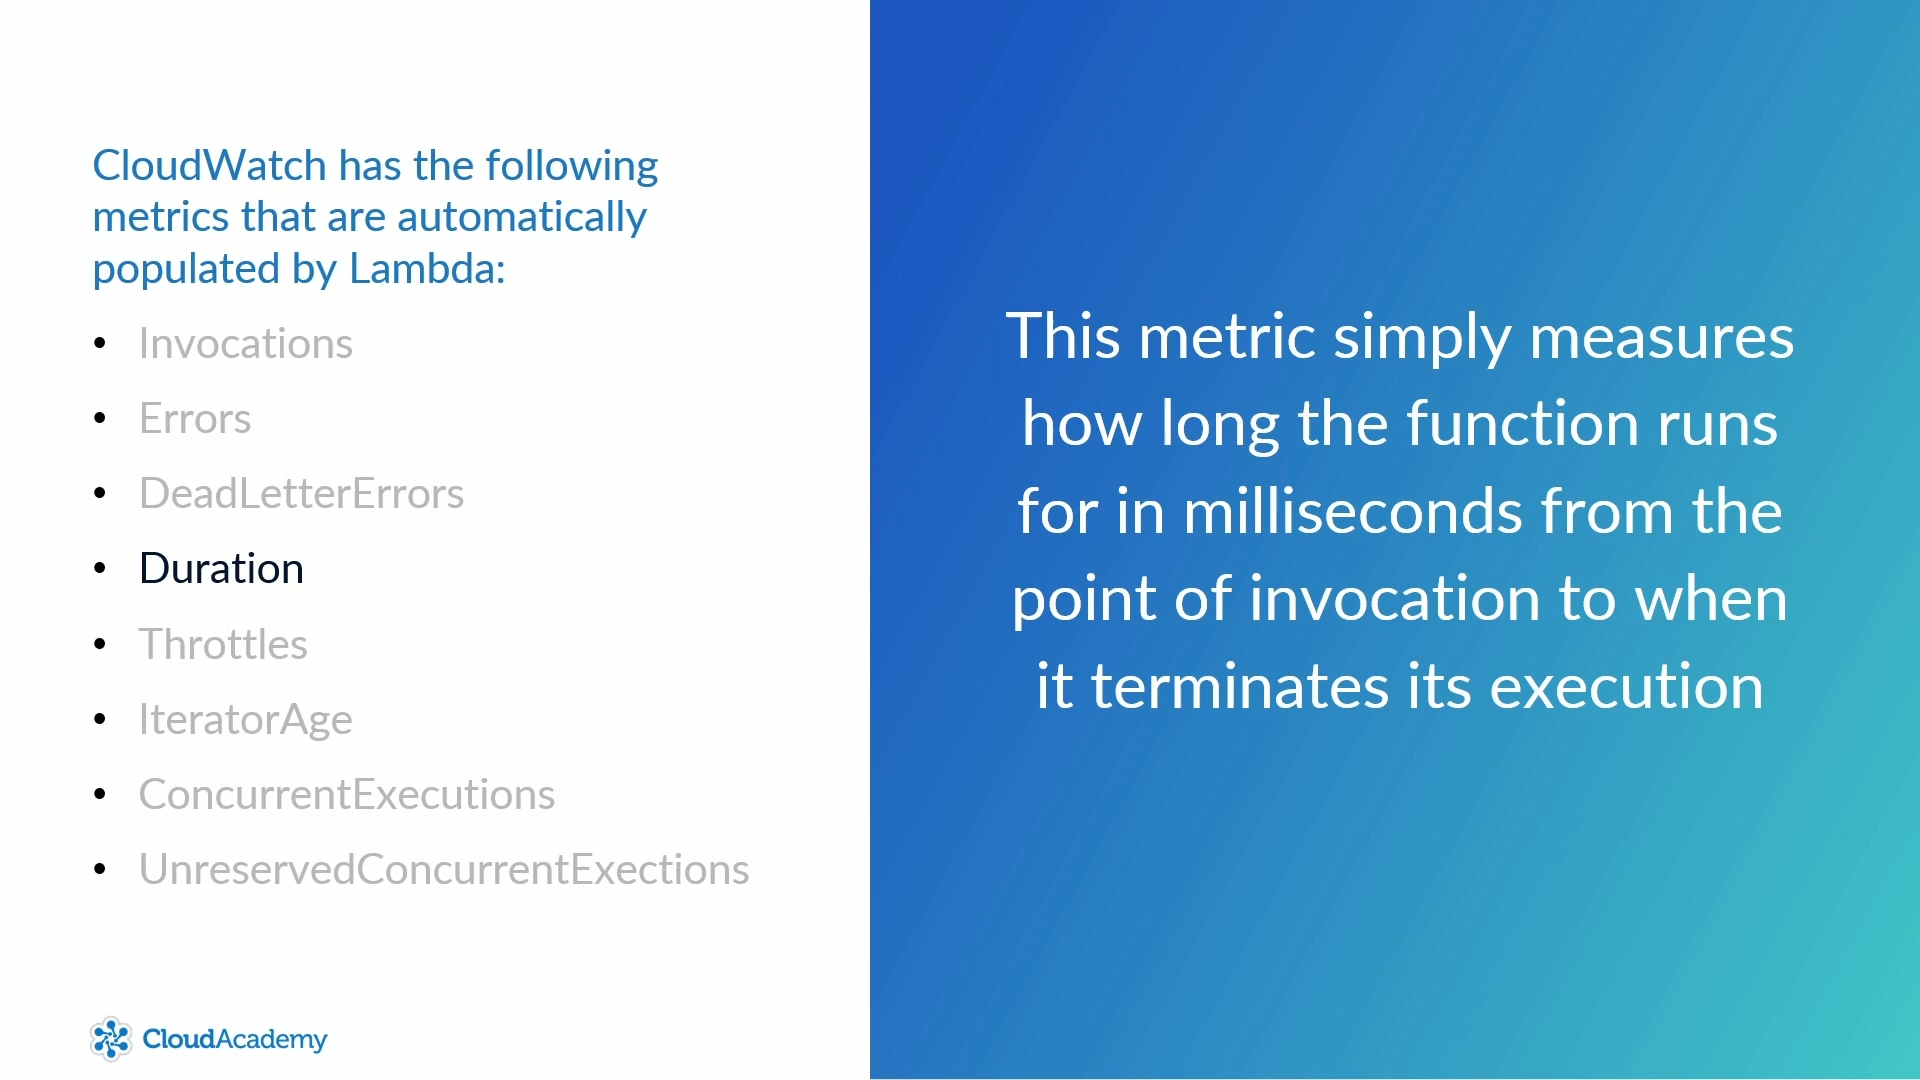 CloudWatch has the following
metrics that are automatically
populated by Lambda:
• Invocations
• Errors
• DeadLetterErrors
• Duration
• Throttles
• IteratorAge
• ConcurrentExecutions
• UnreservedConcurrentExections
This metric simply measures
how long the function runs
for in milliseconds from the
point of invocation to when
it terminates its execution
CloudAcademy